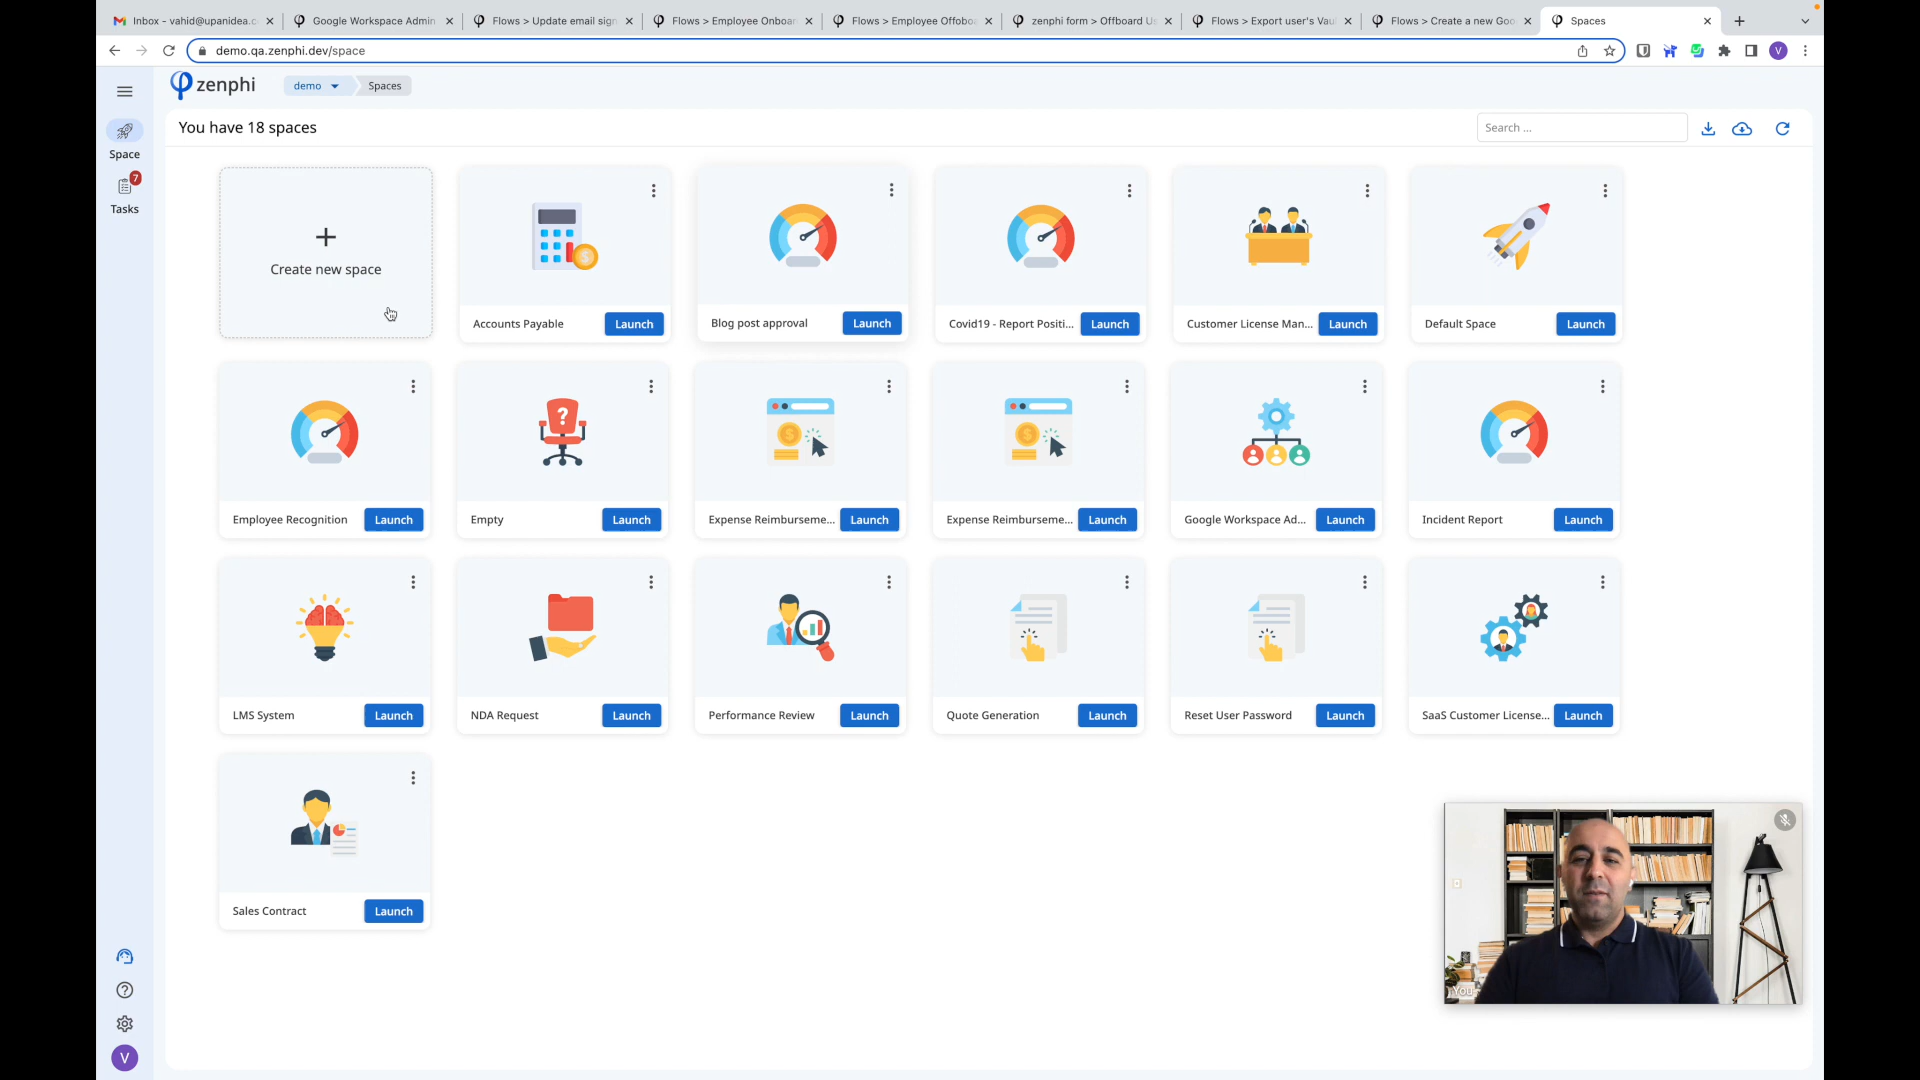 Inbox - vahid@upanidea.c
Google Workspace Admin
Flows > Update email sign
Flows > Employee Onboar
Flows > Employee Offboa
zenphi form > Offboard Us
Flows > Export user's Vaul
Flows > Create a new Goo
Spaces
demo.qa.zenphi.dev/space
V
zenphi
demo
Spaces
Space
7
Tasks
You have 18 spaces
Search ...
Create new space
Accounts Payable
Launch
Blog post approval
Launch
Covid19 - Report Positi...
Launch
Customer License Man...
Launch
Default Space
Launch
Employee Recognition
Launch
Empty
Launch
Expense Reimburseme...
Launch
Expense Reimburseme...
Launch
Google Workspace Ad...
Launch
Incident Report
Launch
LMS System
Launch
NDA Request
Launch
Performance Review
Launch
Quote Generation
Launch
Reset User Password
Launch
SaaS Customer License...
Launch
Sales Contract
Launch
You
V